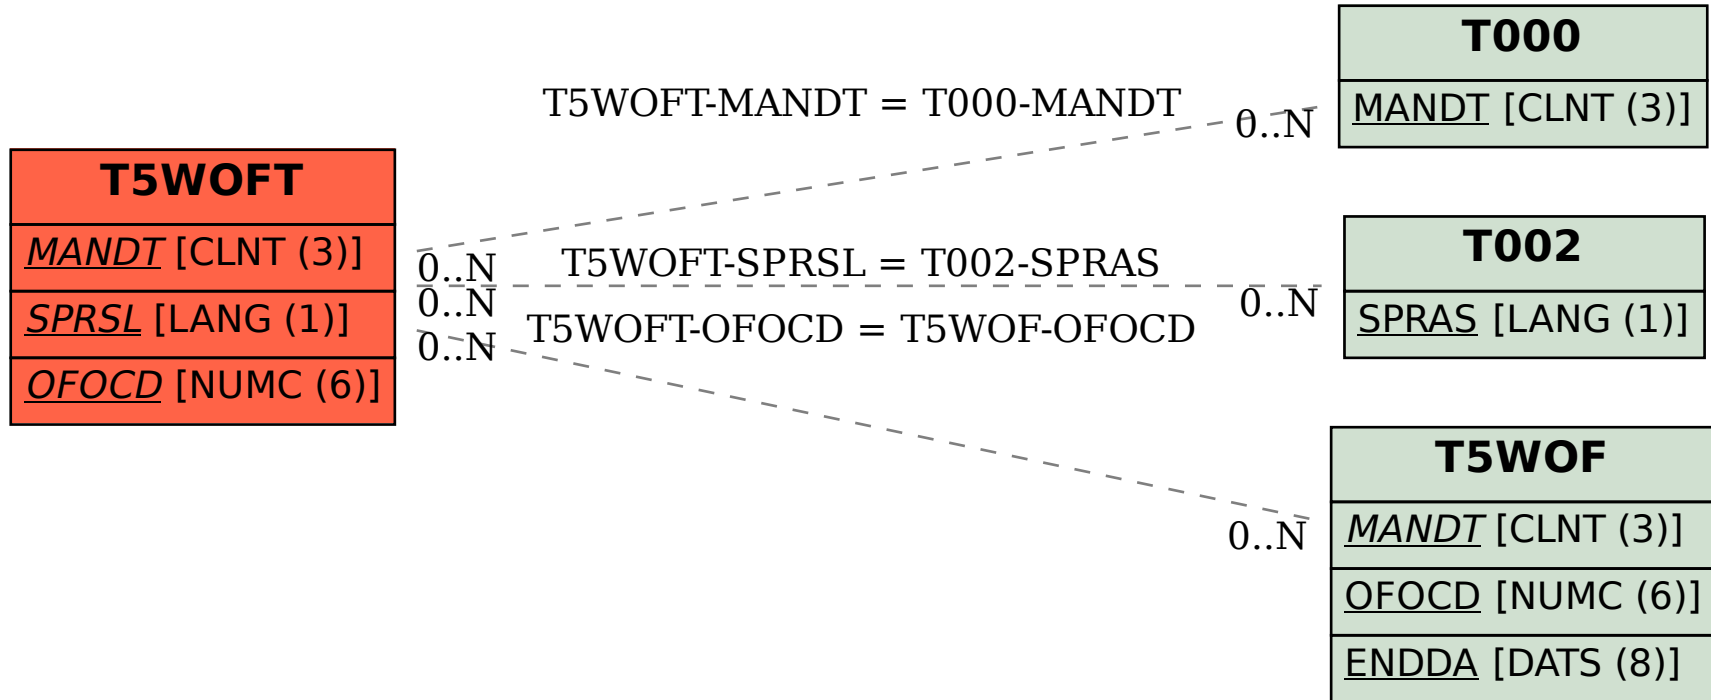 T5WOFT
MANDT [CLNT (3)]
SPRSL [LANG (1)]
OFOCD [NUMC (6)]
T5WOFT-MANDT = T000-MANDT
0..N
0..N
T5WOFT-SPRSL = T002-SPRAS
0..N
0..N
T5WOFT-OFOCD = T5WOF-OFOCD
0..N
0..N
T000
MANDT [CLNT (3)]
T002
SPRAS [LANG (1)]
T5WOF
MANDT [CLNT (3)]
OFOCD [NUMC (6)]
ENDDA [DATS (8)]